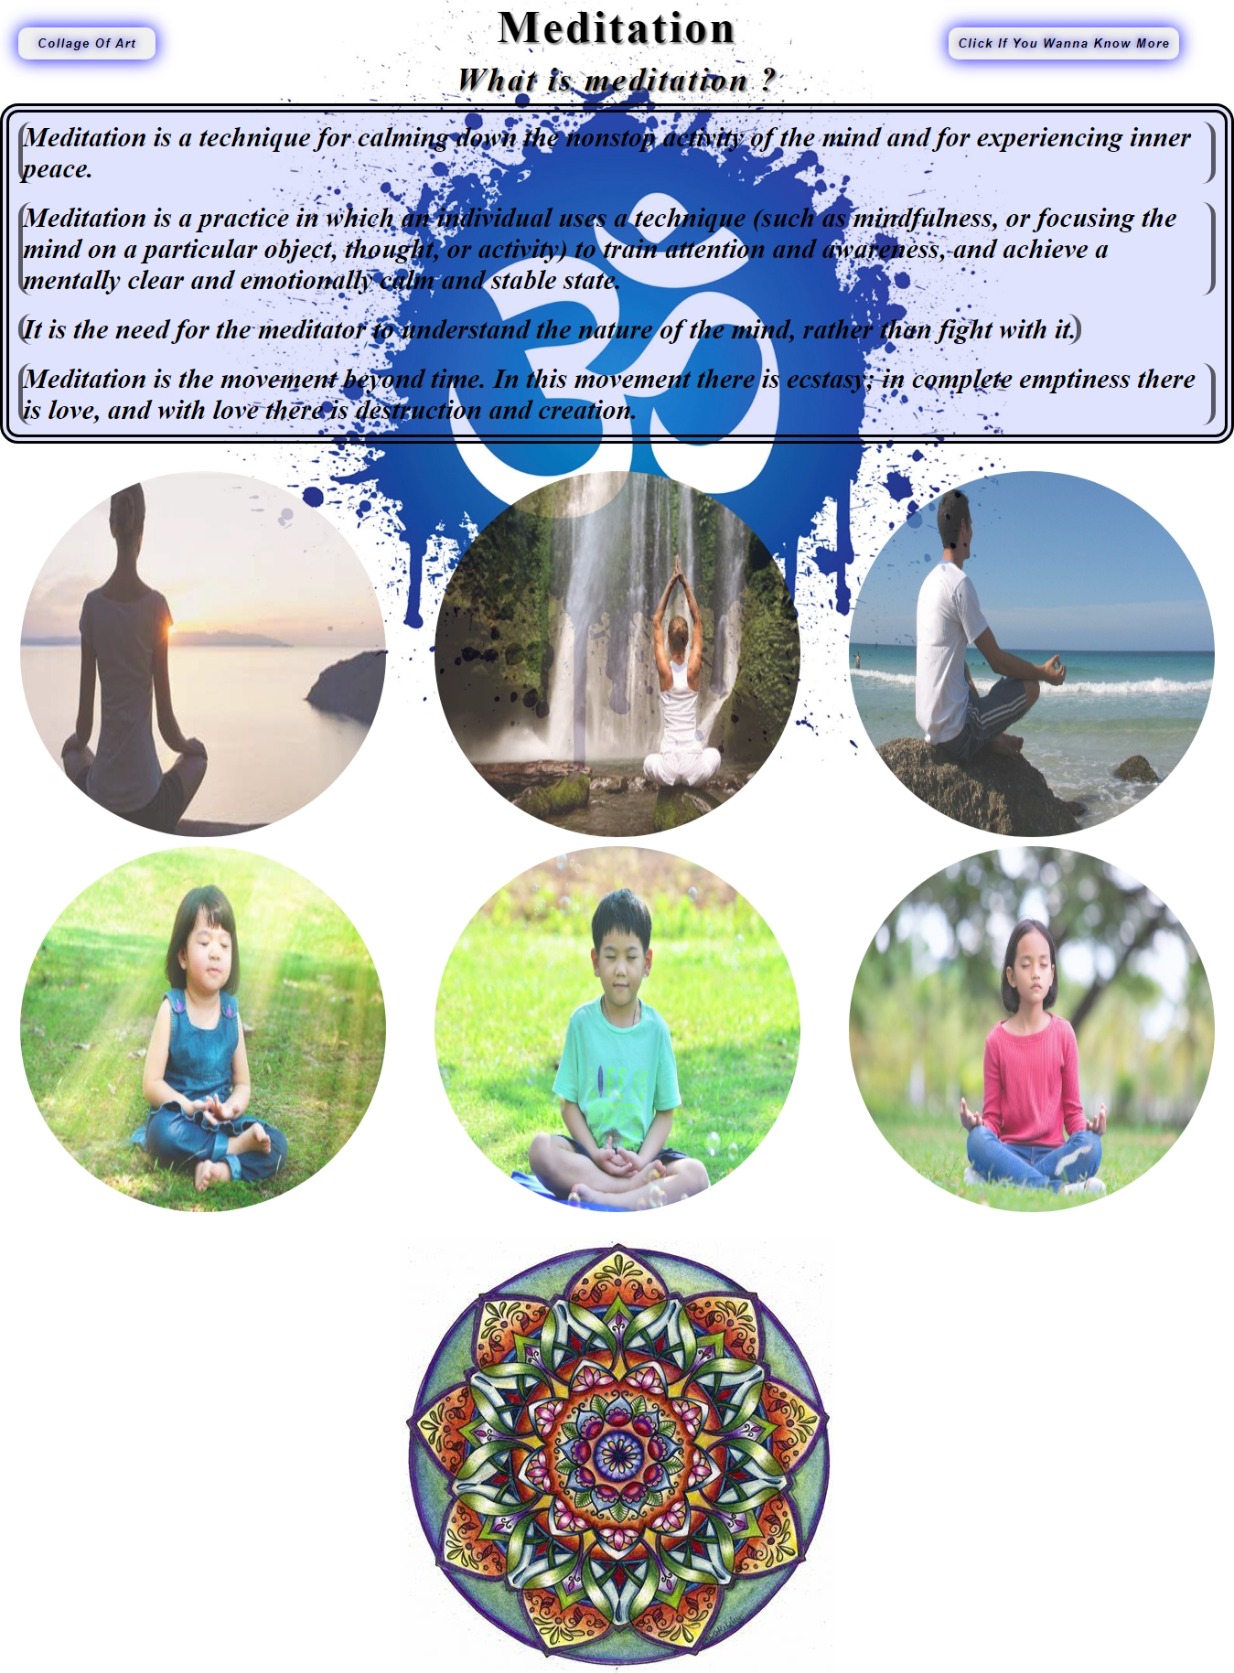 Meditation
Collage Of Art
Click If You Wanna Know More
What is meditation ?
Meditation is a technique for calming down the nonstop activity of the mind and for experiencing inner
peace.
Meditation is a practice in which an individual uses a technique (such as mindfulness, or focusing the
mind on a particular object, thought, or activity) to train attention and awareness, and achieve a
mentally clear and emotionally calm and stable state.
It is the need for the meditator to understand the nature of the mind, rather than fight with it.
Meditation is the movement beyond time. In this movement there is ecstasy; in complete emptiness there
is love, and with love there is destruction and creation.
ॐ